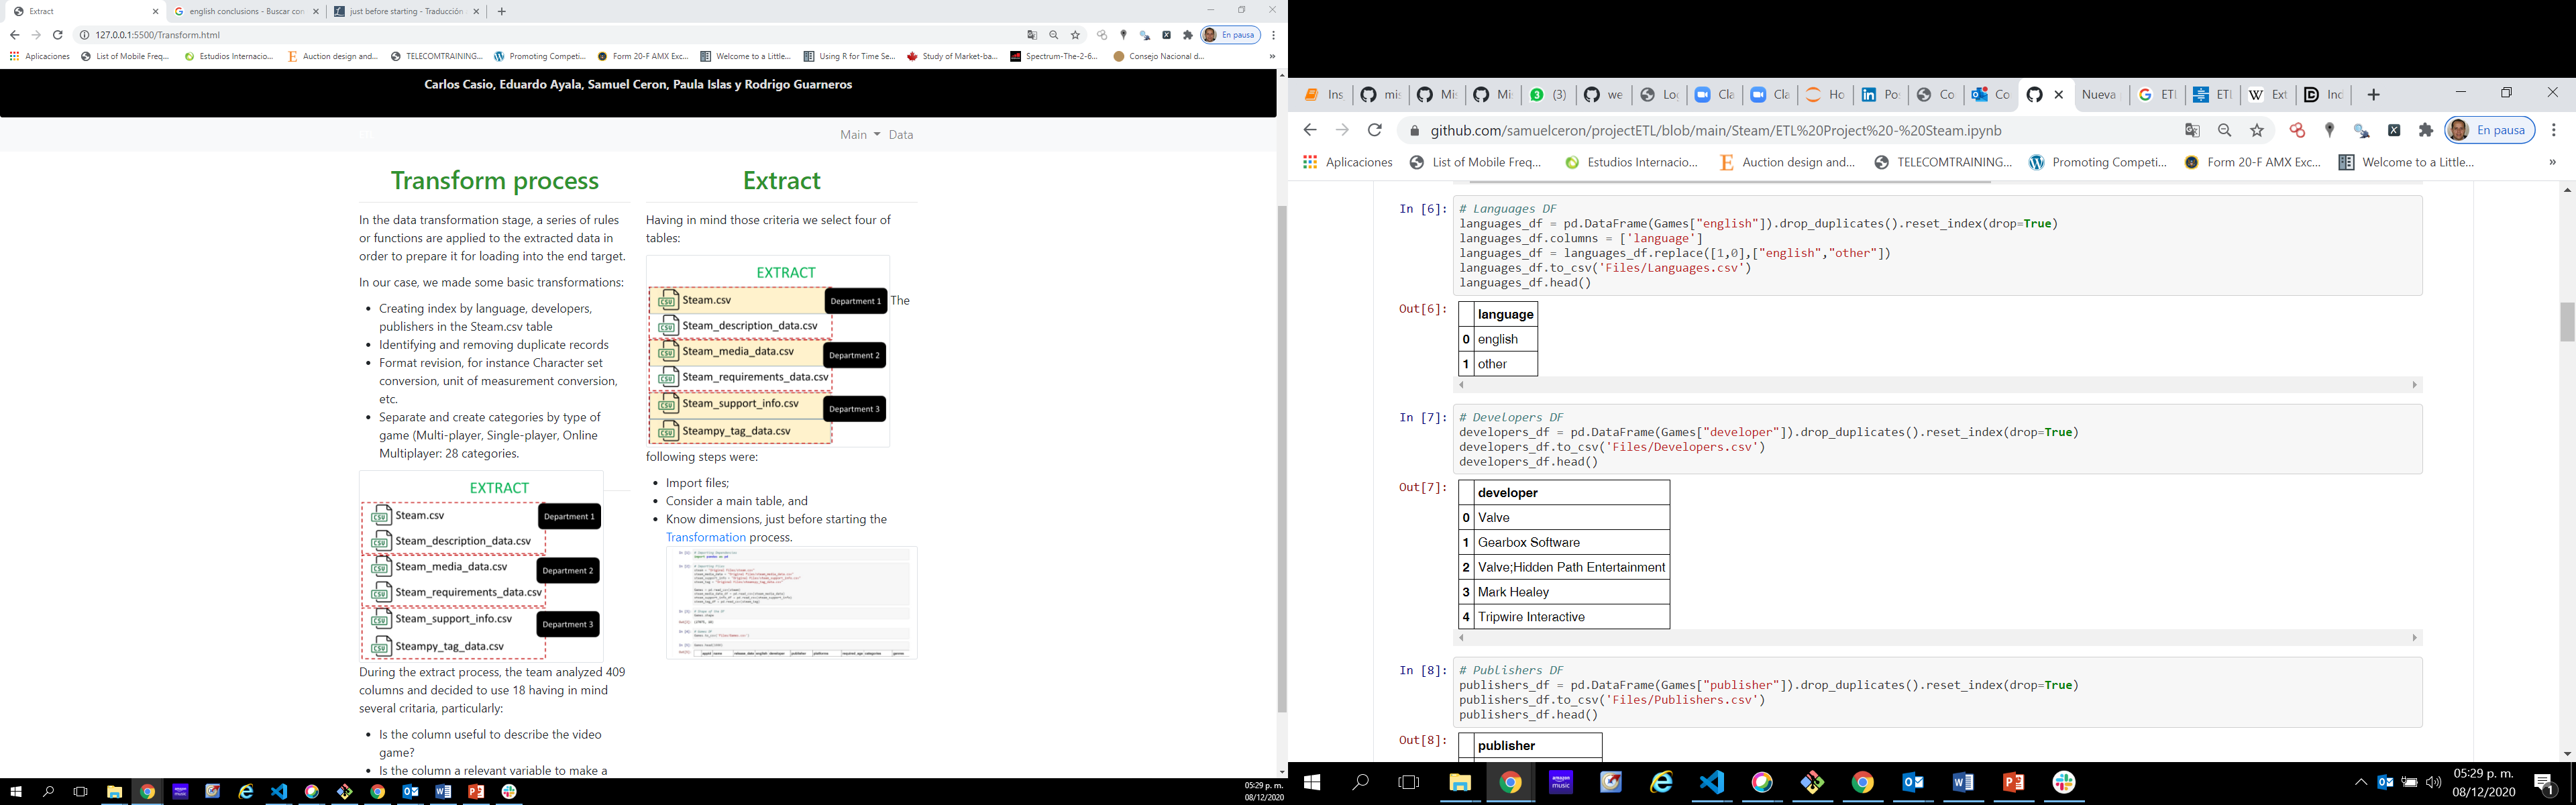 Extract
english conclusions - Buscar con
just before starting - Traducción
127.0.0.1:5500/Transform.html
En pausa
Aplicaciones
List of Mobile Freq...
Estudios Internacio...
Auction design and...
TELECOMTRAINING...
Promoting Competi...
Form 20-F AMX Exc...
Welcome to a Little...
Using R for Time Se...
Study of Market-ba...
Spectrum-The-2-6...
Consejo Nacional d...
»
Carlos Casio, Eduardo Ayala, Samuel Ceron, Paula Islas y Rodrigo Guarneros
Main Data
Transform process
In the data transformation stage, a series of rules
or functions are applied to the extracted data in
order to prepare it for loading into the end target.
In our case, we made some basic transformations:
Creating index by language, developers,
publishers in the Steam.csv table
Identifying and removing duplicate records
Format revision, for instance Character set
conversion, unit of measurement conversion,
etc.
Separate and create categories by type of
game (Multi-player, Single-player, Online
Multiplayer: 28 categories.
EXTRACT
Steam.csv
Department 1
Steam_description_data.csv
Steam_media_data.csv
Department 2
Steam_requirements_data.csv
Steam_support_info.csv
Department 3
Steampy_tag_data.csv
During the extract process, the team analyzed 409
columns and decided to use 18 having in mind
several critaria, particularly:
Is the column useful to describe the video
game?
Is the column a relevant variable to make a
Extract
Having in mind those criteria we select four of
tables:
EXTRACT
Steam.csv
Department 1
The
Steam_description_data.csv
Steam_media_data.csv
Department 2
Steam_requirements_data.csv
Steam_support_info.csv
Department 3
Steampy_tag_data.csv
following steps were:
Import files;
Consider a main table, and
Know dimensions, just before starting the
Transformation process.
05:29 p. m.
08/12/2020
Ins
mis
Mis
Mis
(3)
we
Log
Cla
Cla
Ho
Pos
Co
Co
Nueva
ETL
ETL
Ext
Ind
github.com/samuelceron/projectETL/blob/main/Steam/ETL%20Project%20-%20Steam.ipynb
En pausa
Aplicaciones
List of Mobile Freq...
Estudios Internacio...
Auction design and...
TELECOMTRAINING...
Promoting Competi...
Form 20-F AMX Exc...
Welcome to a Little...
»
In [6]:
# Languages DF
languages_df = pd.DataFrame(Games["english"]).drop_duplicates().reset_index(drop=True)
languages_df.columns = ['language']
languages_df = languages_df.replace([1,0],["english","other"])
languages_df.to_csv('Files/Languages.csv')
languages_df.head()
Out[6]:
language
0 english
1 other
In [7]:
# Developers DF
developers_df = pd.DataFrame(Games["developer"]).drop_duplicates().reset_index(drop=True)
developers_df.to_csv('Files/Developers.csv')
developers_df.head()
Out[7]:
developer
0 Valve
1 Gearbox Software
2 Valve;Hidden Path Entertainment
3 Mark Healey
4 Tripwire Interactive
In [8]:
# Publishers DF
publishers_df = pd.DataFrame(Games["publisher"]).drop_duplicates().reset_index(drop=True)
publishers_df.to_csv('Files/Publishers.csv')
publishers_df.head()
Out[8]:
publisher
05:29 p. m.
08/12/2020
1